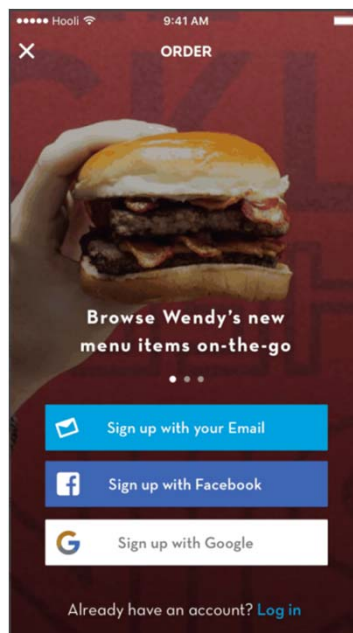 Hooli 9:41 AM
ORDER
Browse Wendy's new
menu items on-the-go
Sign up with your Email
Sign up with Facebook
Sign up with Google
Already have an account? Log in